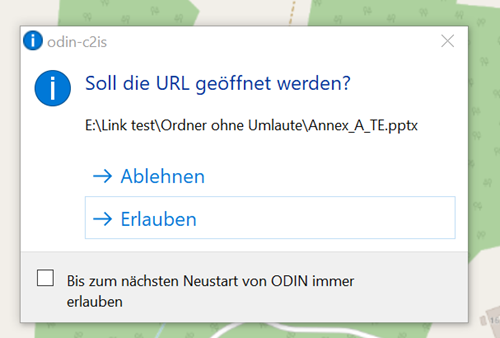 odin-c2is
Soll die URL geöffnet werden?
E:\Link test\Ordner ohne Umlaute\Annex_A_TE.pptx
Ablehnen
Erlauben
Bis zum nächsten Neustart von ODIN immer
erlauben